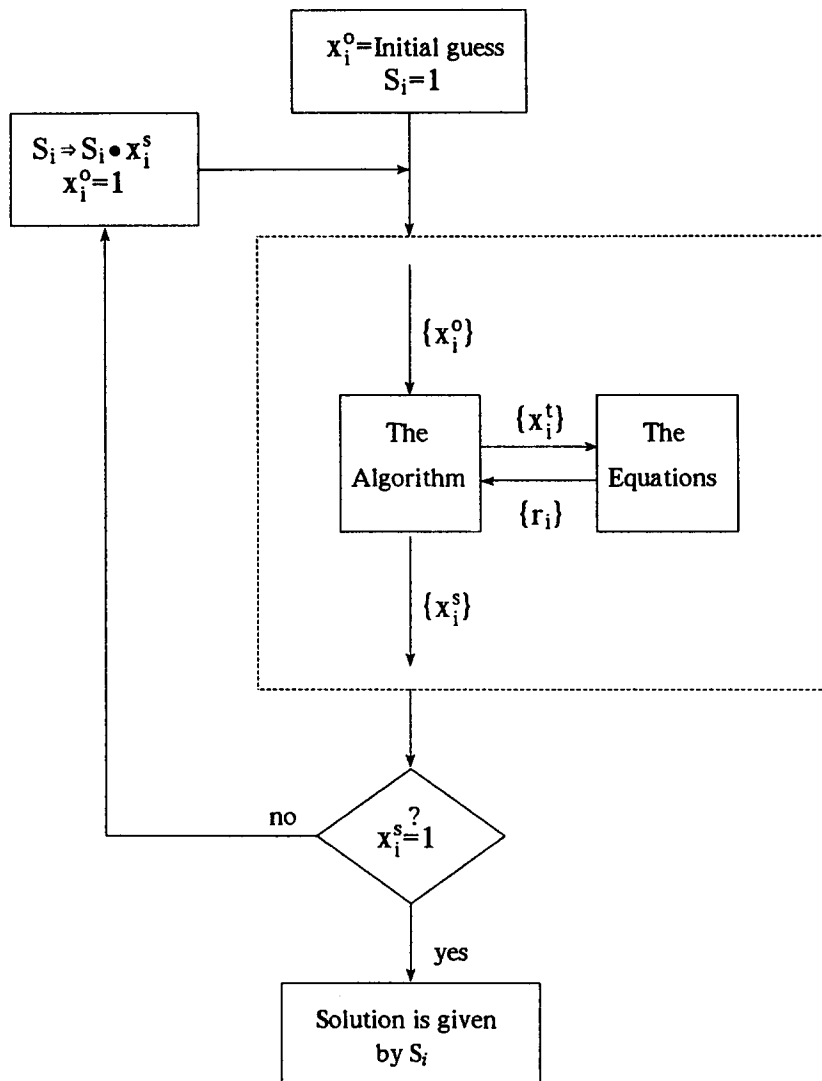 x_i^o=Initial guess
S_i=1
S_i⇒S_i•x_i^s
x_i^o=1
{x_i^o}
The
Algorithm
{x_i^t}
{r_i}
The
Equations
{x_i^s}
?
x_i^s=1
no
yes
Solution is given
by S_i